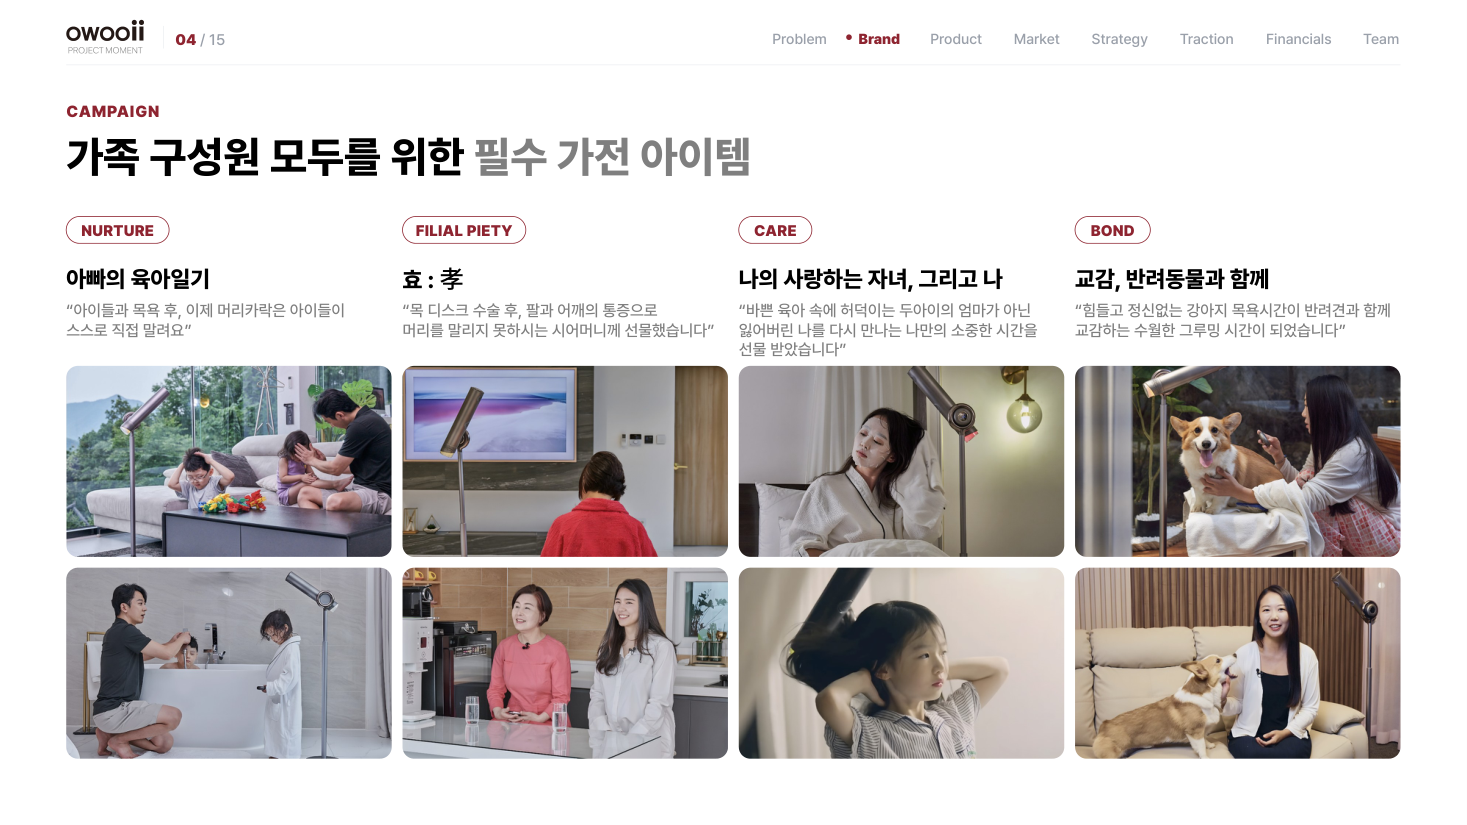 owooii
PROJECT MOMENT
04 / 15
Problem
• Brand
Product
Market
Strategy
Traction
Financials
Team
CAMPAIGN
가족 구성원 모두를 위한 필수 가전 아이템
NURTURE
아빠의 육아일기
“아이들과 목욕 후, 이제 머리카락은 아이들이
스스로 직접 말려요”
FILIAL PIETY
효 : 孝
“목 디스크 수술 후, 팔과 어깨의 통증으로
머리를 말리지 못하시는 시어머니께 선물했습니다”
CARE
나의 사랑하는 자녀, 그리고 나
“바쁜 육아 속에 허덕이는 두아이의 엄마가 아닌
잃어버린 나를 다시 만나는 나만의 소중한 시간을
선물 받았습니다”
BOND
교감, 반려동물과 함께
“힘들고 정신없는 강아지 목욕시간이 반려견과 함께
교감하는 수월한 그루밍 시간이 되었습니다”